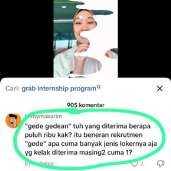 Cari: grab internship program
905 komentar
"gede gedean" tuh yang diterima berapa
puluh ribu kak? itu beneran rekrutmen
"gede" apa cuma banyak jenis lokernya aja
yg kelak diterima masing2 cuma 1?